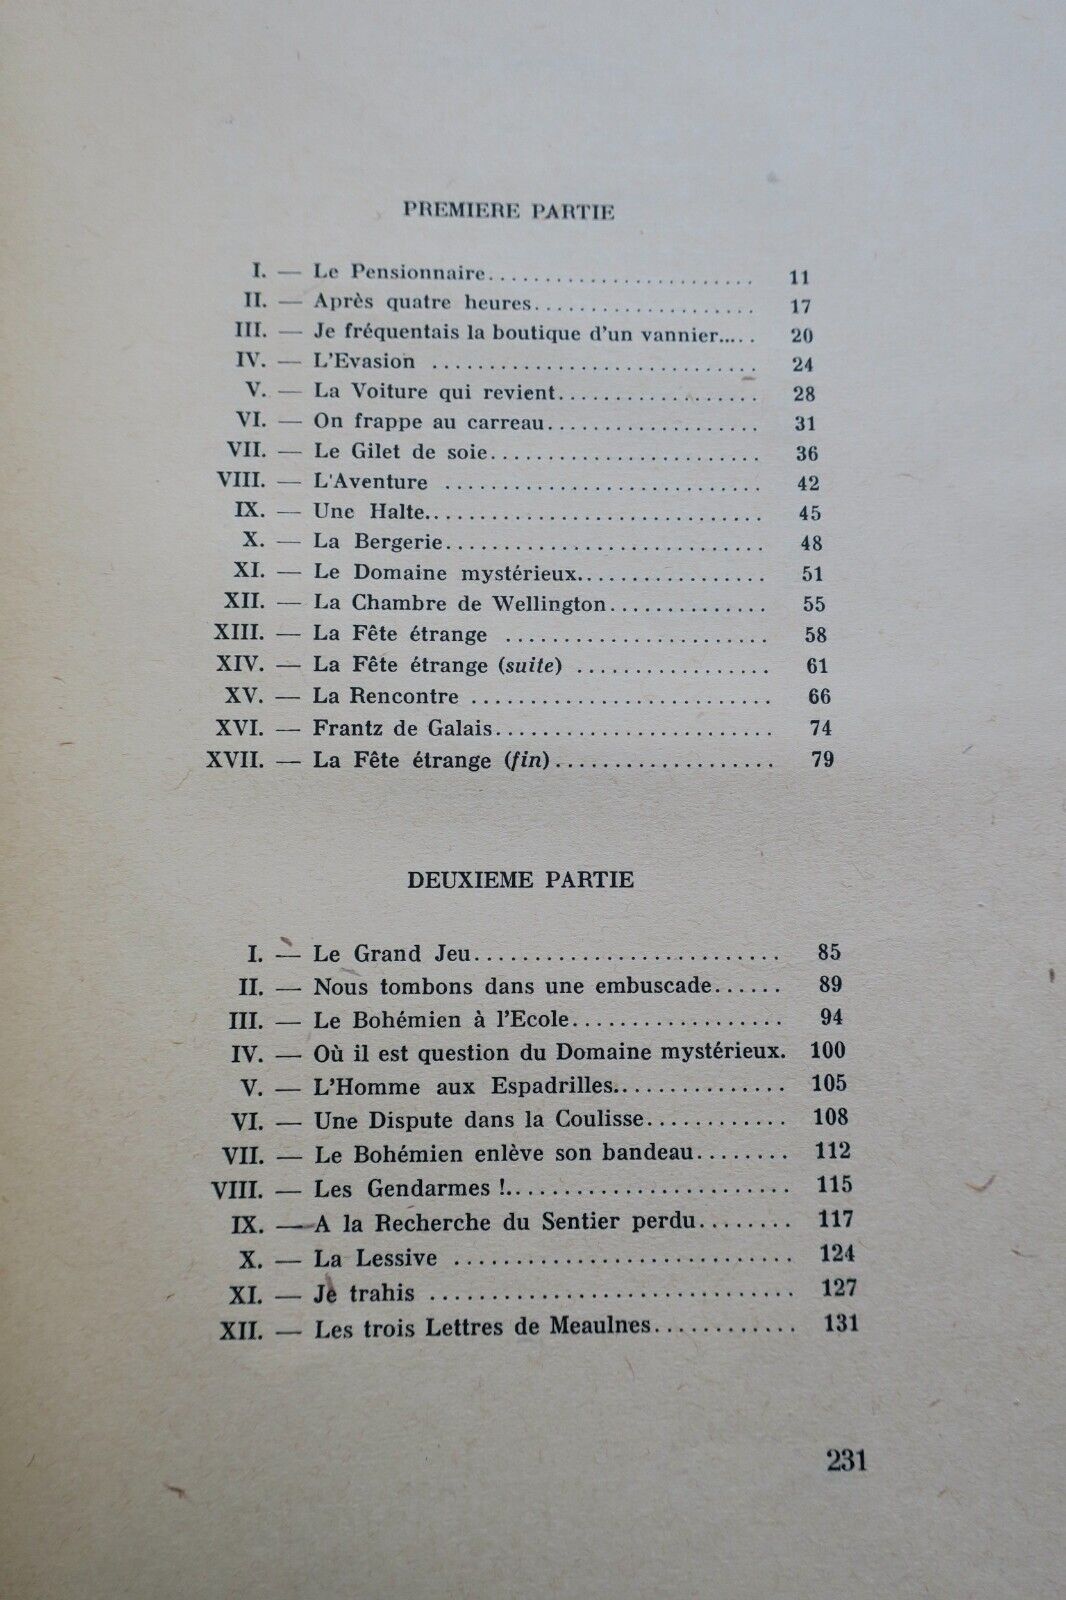 PREMIERE PARTIE
I. — Le Pensionnaire........................ 11
II. — Après quatre heures.................... 17
III. — Je fréquentais la boutique d'un vannier..... 20
IV. — L'Evasion ............................. 24
V. — La Voiture qui revient.................. 28
VI. — On frappe au carreau................... 31
VII. — Le Gilet de soie........................ 36
VIII. — L'Aventure ............................ 42
IX. — Une Halte.............................. 45
X. — La Bergerie............................ 48
XI. — Le Domaine mystérieux................. 51
XII. — La Chambre de Wellington.............. 55
XIII. — La Fête étrange ....................... 58
XIV. — La Fête étrange (suite) ................. 61
XV. — La Rencontre .......................... 66
XVI. — Frantz de Galais........................ 74
XVII. — La Fête étrange (fin)................... 79
DEUXIEME PARTIE
I. — Le Grand Jeu.......................... 85
II. — Nous tombons dans une embuscade...... 89
III. — Le Bohémien à l'Ecole.................. 94
IV. — Où il est question du Domaine mystérieux. 100
V. — L'Homme aux Espadrilles............... 105
VI. — Une Dispute dans la Coulisse............ 108
VII. — Le Bohémien enlève son bandeau........ 112
VIII. — Les Gendarmes !........................ 115
IX. — A la Recherche du Sentier perdu........ 117
X. — La Lessive ............................ 124
XI. — Je trahis .............................. 127
XII. — Les trois Lettres de Meaulnes............ 131
231